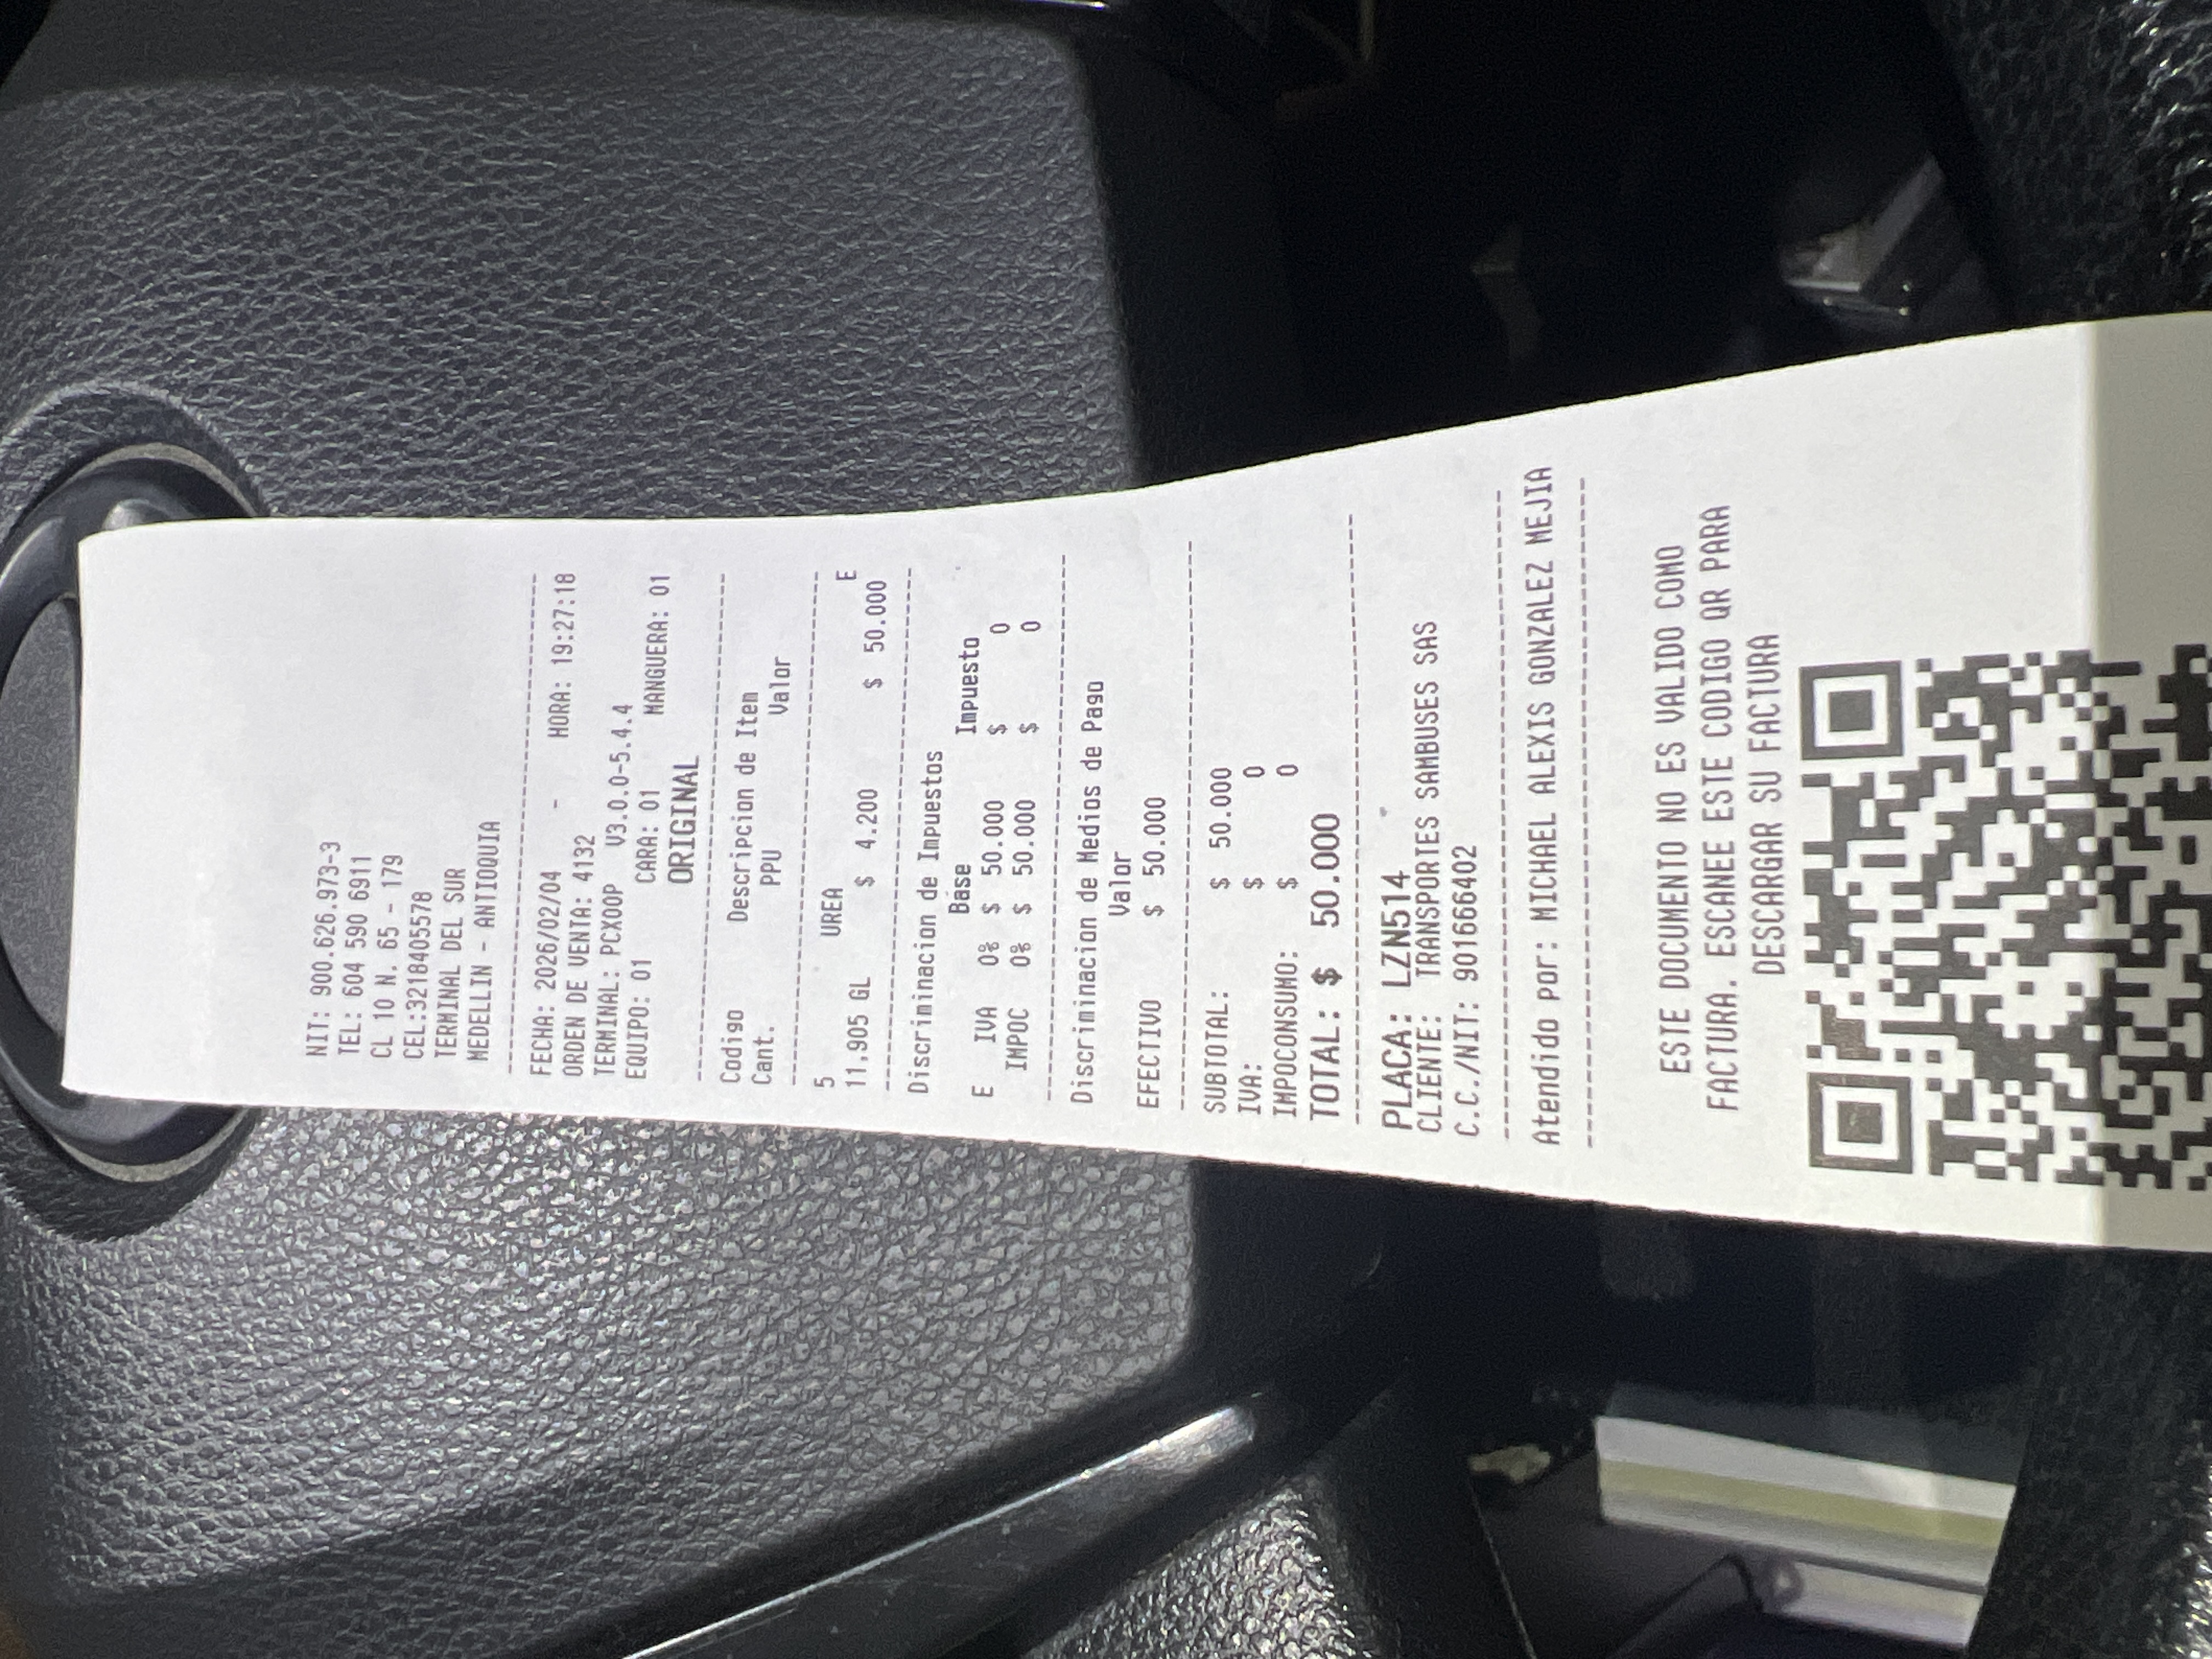 NIT: 900.626.973-3
TEL: 604 590 6911
CL 10 N. 65 - 179
CEL:3218405578
TERMINAL DEL SUR
MEDELLIN - ANTIOQUIA
FECHA: 2026/02/04 - HORA: 19:27:18
ORDEN DE VENTA: 4132
TERMINAL: PCX00P V3.0.0-5.4.4
EQUIPO: 01 CARA: 01 MANGUERA: 01
ORIGINAL
Codigo Descripcion de Item
Cant. PPU Valor
5 UREA E
11,905 GL $ 4.200 $ 50.000
Discriminacion de Impuestos
Base Impuesto
E IVA 0% $ 50.000 $ 0
IMPOC 0% $ 50.000 $ 0
Discriminacion de Medios de Pago
Valor
EFECTIVO $ 50.000
SUBTOTAL: $ 50.000
IVA: $ 0
IMPOCONSUMO: $ 0
TOTAL: $ 50.000
PLACA: LZN514
CLIENTE: TRANSPORTES SAMBUSES SAS
C.C./NIT: 901666402
Atendido por: MICHAEL ALEXIS GONZALEZ MEJIA
ESTE DOCUMENTO NO ES VALIDO COMO
FACTURA. ESCANEE ESTE CODIGO QR PARA
DESCARGAR SU FACTURA